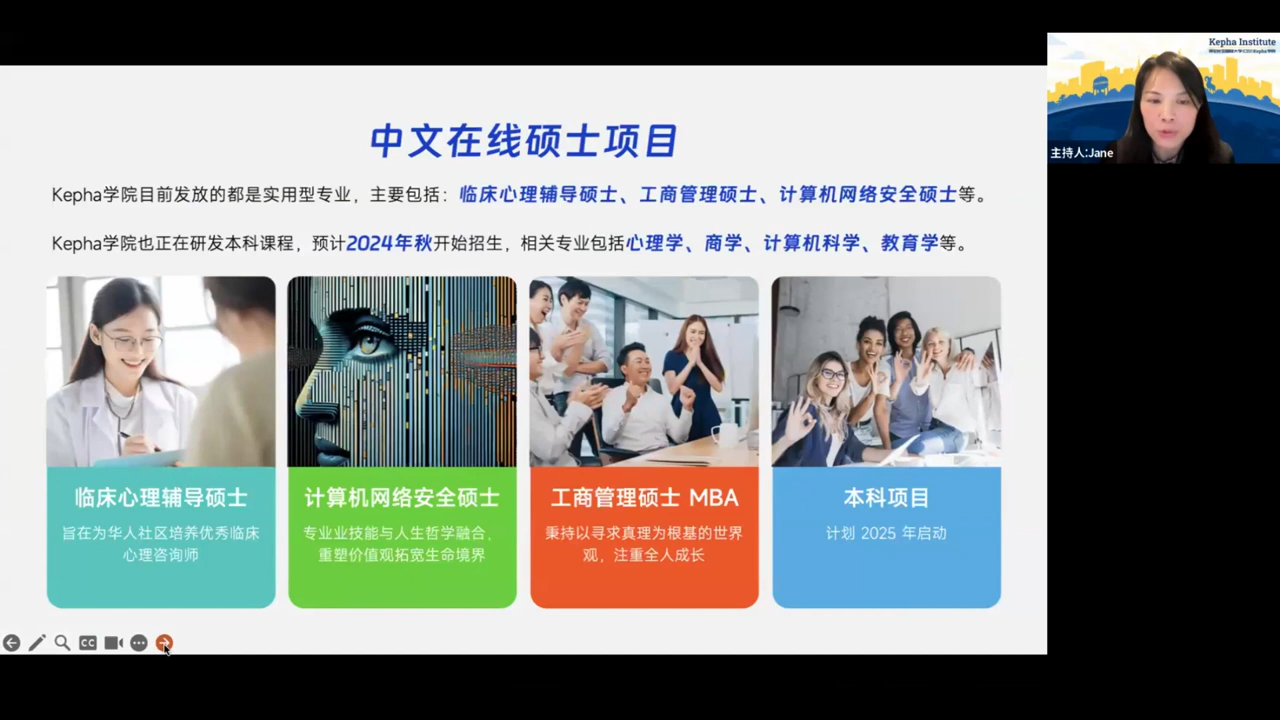 Kepha Institute
主持人:Jane
中文在线硕士项目
Kepha学院目前发放的都是实用型专业，主要包括：临床心理辅导硕士、工商管理硕士、计算机网络安全硕士等。
Kepha学院也正在研发本科课程，预计2024年秋开始招生，相关专业包括心理学、商学、计算机科学、教育学等。
临床心理辅导硕士
旨在为华人社区培养优秀临床
心理咨询师
计算机网络安全硕士
专业业技能与人生哲学融合，
重塑价值观拓宽生命境界
工商管理硕士 MBA
秉持以寻求真理为根基的世界
观，注重全人成长
本科项目
计划 2025 年启动
CC